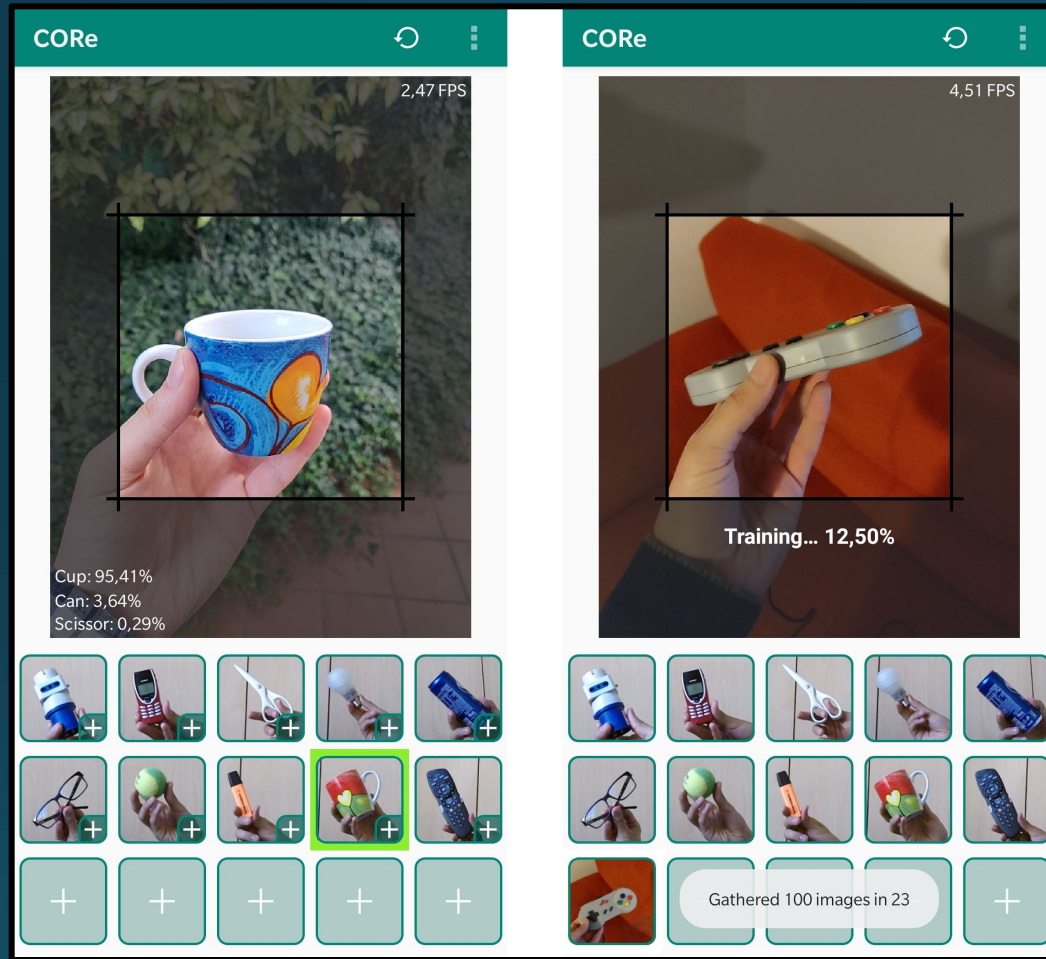 CORe
2,47 FPS
Cup: 95,41%
Can: 3,64%
Scissor: 0,29%
CORe
4,51 FPS
Training... 12,50%
Gathered 100 images in 23